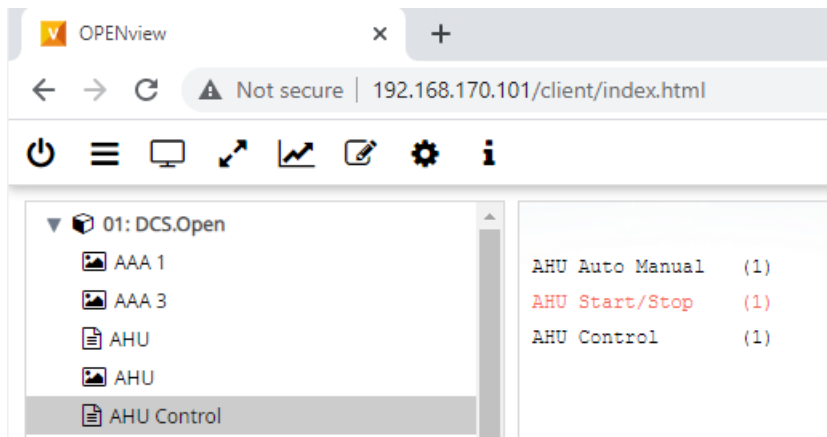 OPENview
Not secure | 192.168.170.101/client/index.html
01: DCS.Open
AAA 1
AAA 3
AHU
AHU
AHU Control
AHU Auto Manual (1)
AHU Start/Stop (1)
AHU Control (1)